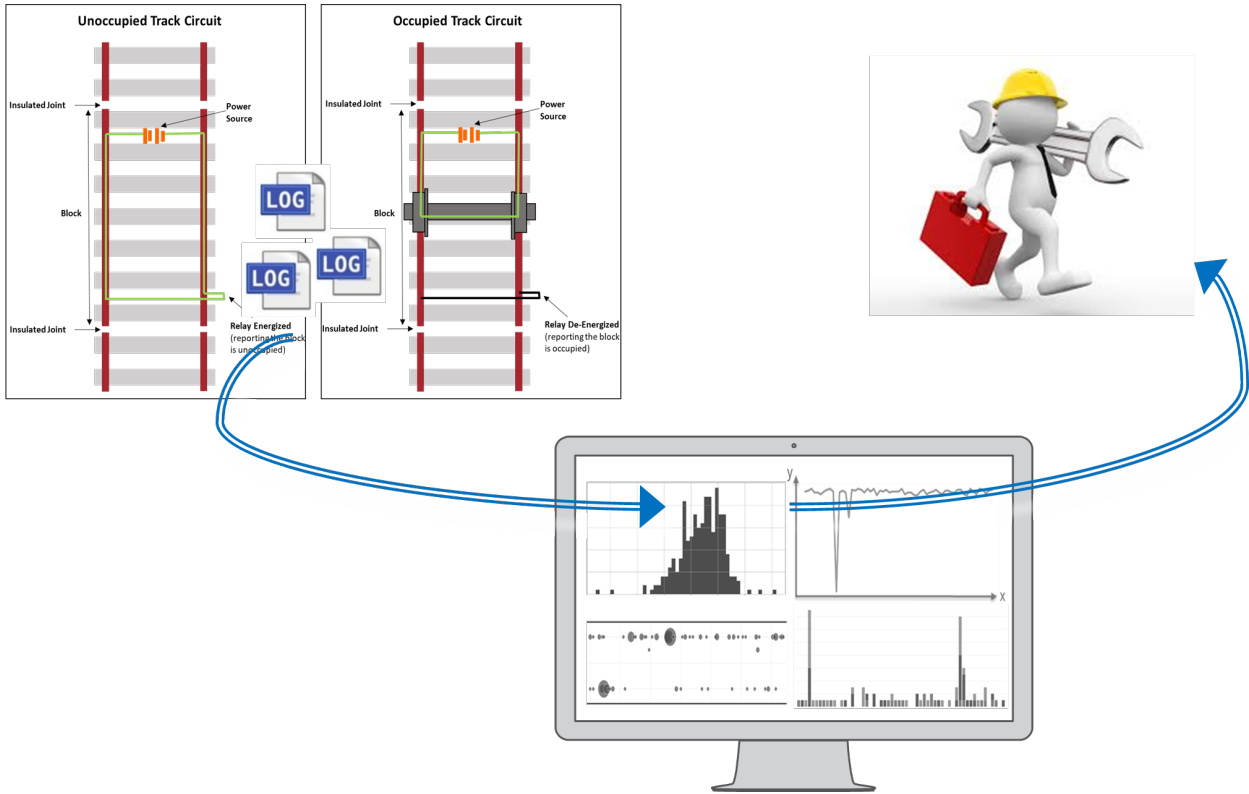 Unoccupied Track Circuit
Insulated Joint
Power
Source
Block
Insulated Joint
Relay Energized
(reporting the block
is unoccupied)
LOG
LOG
LOG
Occupied Track Circuit
Insulated Joint
Power
Source
Block
Insulated Joint
Relay De-Energized
(reporting the block
is occupied)
y
x